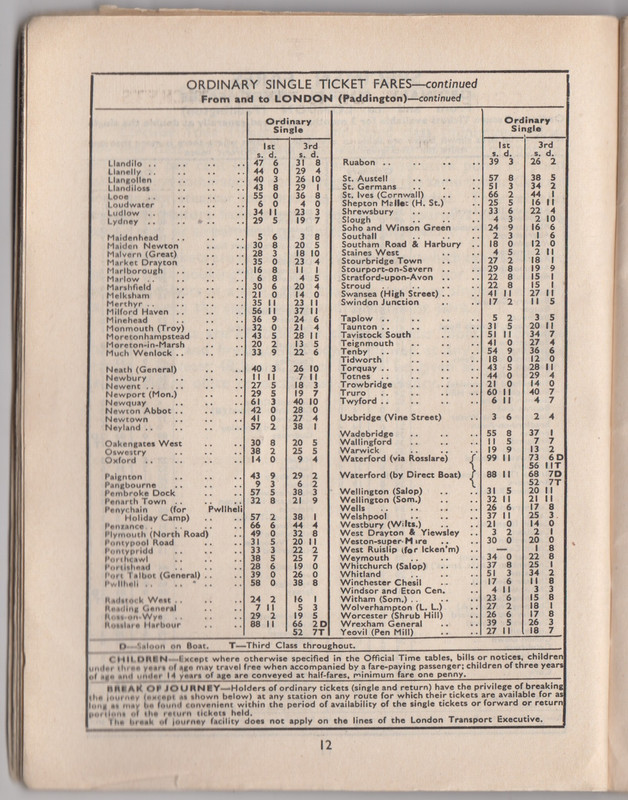 ORDINARY SINGLE TICKET FARES—continued
From and to LONDON (Paddington)—continued
Ordinary Single
1st 3rd
s. d. s. d.
Llandilo .. .. .. .. 47 6 31 8
Llanelly .. .. .. .. 44 0 29 4
Llangollen .. .. .. 40 3 26 10
Llandiloss .. .. .. 43 8 29 1
Looe .. .. .. .. 55 0 36 8
Loudwater .. .. .. 6 0 4 0
Ludlow .. .. .. .. 34 11 23 3
Lydney .. .. .. .. 29 5 19 7
Maidenhead .. .. .. 5 6 3 8
Maiden Newton .. .. 30 8 20 5
Malvern (Great) .. .. 28 3 18 10
Market Drayton .. .. 35 0 23 4
Marlborough .. .. .. 16 8 11 1
Marlow .. .. .. .. 6 8 4 5
Marshfield .. .. .. 30 6 20 4
Melksham .. .. .. 21 0 14 0
Merthyr .. .. .. .. 35 11 23 11
Milford Haven .. .. 56 11 37 11
Minehead .. .. .. 36 9 24 6
Monmouth (Troy) .. .. 32 0 21 4
Moretonhampstead .. .. 43 5 28 11
Moreton-in-Marsh .. .. 20 2 13 5
Much Wenlock .. .. .. 33 9 22 6
Neath (General) .. .. 40 3 26 10
Newbury .. .. .. 11 11 7 11
Newent .. .. .. .. 27 5 18 3
Newport (Mon.) .. .. 29 5 19 7
Newquay .. .. .. 61 3 40 10
Newton Abbot .. .. .. 42 0 28 0
Newtown .. .. .. 41 0 27 4
Neyland .. .. .. .. 57 2 38 1
Oakengates West .. .. 30 8 20 5
Oswestry .. .. .. 38 2 25 5
Oxford .. .. .. .. 14 0 9 4
Paignton .. .. .. 43 9 29 2
Pangbourne .. .. .. 9 3 6 2
Pembroke Dock .. .. 57 5 38 3
Penarth Town .. .. .. 32 8 21 9
Penychain (for Pwllheli
Holiday Camp) .. .. 57 2 38 1
Penzance .. .. .. .. 66 6 44 4
Plymouth (North Road) .. 49 0 32 8
Pontypool Road .. .. 31 5 20 11
Pontypridd .. .. .. 33 3 22 2
Porthcawl .. .. .. 38 5 25 7
Portishead .. .. .. 28 6 19 0
Port Talbot (General) .. .. 39 0 26 0
Pwllheli .. .. .. .. 58 0 38 8
Radstock West .. .. .. 24 2 16 1
Reading General .. .. 7 11 5 3
Ross-on-Wye .. .. .. 29 2 19 5
Rosslare Harbour .. .. 88 11 66 2D
52 7T
Ordinary Single
1st 3rd
s. d. s. d.
Ruabon .. .. .. .. 39 3 26 2
St. Austell .. .. .. 57 8 38 5
St. Germans .. .. .. 51 3 34 2
St. Ives (Cornwall) .. .. 66 2 44 1
Shepton Mallet (H. St.) .. 25 5 16 11
Shrewsbury .. .. .. 33 6 22 4
Slough .. .. .. .. 4 3 2 10
Soho and Winson Green .. 24 9 16 6
Southall .. .. .. 2 3 1 6
Southam Road & Harbury .. 18 0 12 0
Staines West .. .. .. 4 5 2 11
Stourbridge Town .. .. 27 2 18 1
Stourport-on-Severn .. .. 29 8 19 9
Stratford-upon-Avon .. .. 22 8 15 1
Stroud .. .. .. .. 22 8 15 1
Swansea (High Street) .. .. 41 11 27 11
Swindon Junction .. .. 17 2 11 5
Taplow .. .. .. .. 5 2 3 5
Taunton .. .. .. .. 31 5 20 11
Tavistock South .. .. 51 11 34 7
Teignmouth .. .. .. 41 0 27 4
Tenby .. .. .. .. 54 9 36 6
Tidworth .. .. .. 18 0 12 0
Torquay .. .. .. .. 43 5 28 11
Totnes .. .. .. .. 44 0 29 4
Trowbridge .. .. .. 21 0 14 0
Truro .. .. .. .. 60 11 40 7
Twyford .. .. .. .. 6 11 4 7
Uxbridge (Vine Street) .. 3 6 2 4
Wadebridge .. .. .. 55 8 37 1
Wallingford .. .. .. 11 5 7 7
Warwick .. .. .. 19 9 13 2
Waterford (via Rosslare) { 99 11 73 6D
56 11T
Waterford (by Direct Boat) { 88 11 68 7D
52 7T
Wellington (Salop) .. .. 31 5 20 11
Wellington (Som.) .. .. 32 11 21 11
Wells .. .. .. .. 26 6 17 8
Welshpool .. .. .. 37 11 25 3
Westbury (Wilts.) .. .. 21 0 14 0
West Drayton & Yiewsley .. 3 2 2 1
Weston-super-Mare .. .. 30 0 20 0
West Ruislip (for Icken'm) .. — 1 8
Weymouth .. .. .. 34 0 22 8
Whitchurch (Salop) .. .. 37 8 25 1
Whitland .. .. .. 51 3 34 2
Winchester Chesil .. .. 17 6 11 8
Windsor and Eton Cen. .. 4 11 3 3
Witham (Som.) .. .. .. 23 6 15 8
Wolverhampton (L. L.) .. 27 2 18 1
Worcester (Shrub Hill) .. 26 6 17 8
Wrexham General .. .. 39 5 26 3
Yeovil (Pen Mill) .. .. 27 11 18 7
D—Saloon on Boat. T—Third Class throughout.
CHILDREN—Except where otherwise specified in the Official Time tables, bills or notices, children
under three years of age may travel free when accompanied by a fare-paying passenger; children of three years
of age and under 14 years of age are conveyed at half-fares, minimum fare one penny.
BREAK OF JOURNEY—Holders of ordinary tickets (single and return) have the privilege of breaking
the journey (except as shown below) at any station on any route for which their tickets are available for as
long as may be found convenient within the period of availability of the single tickets or forward or return
portions of the return tickets held.
The break of journey facility does not apply on the lines of the London Transport Executive.
12